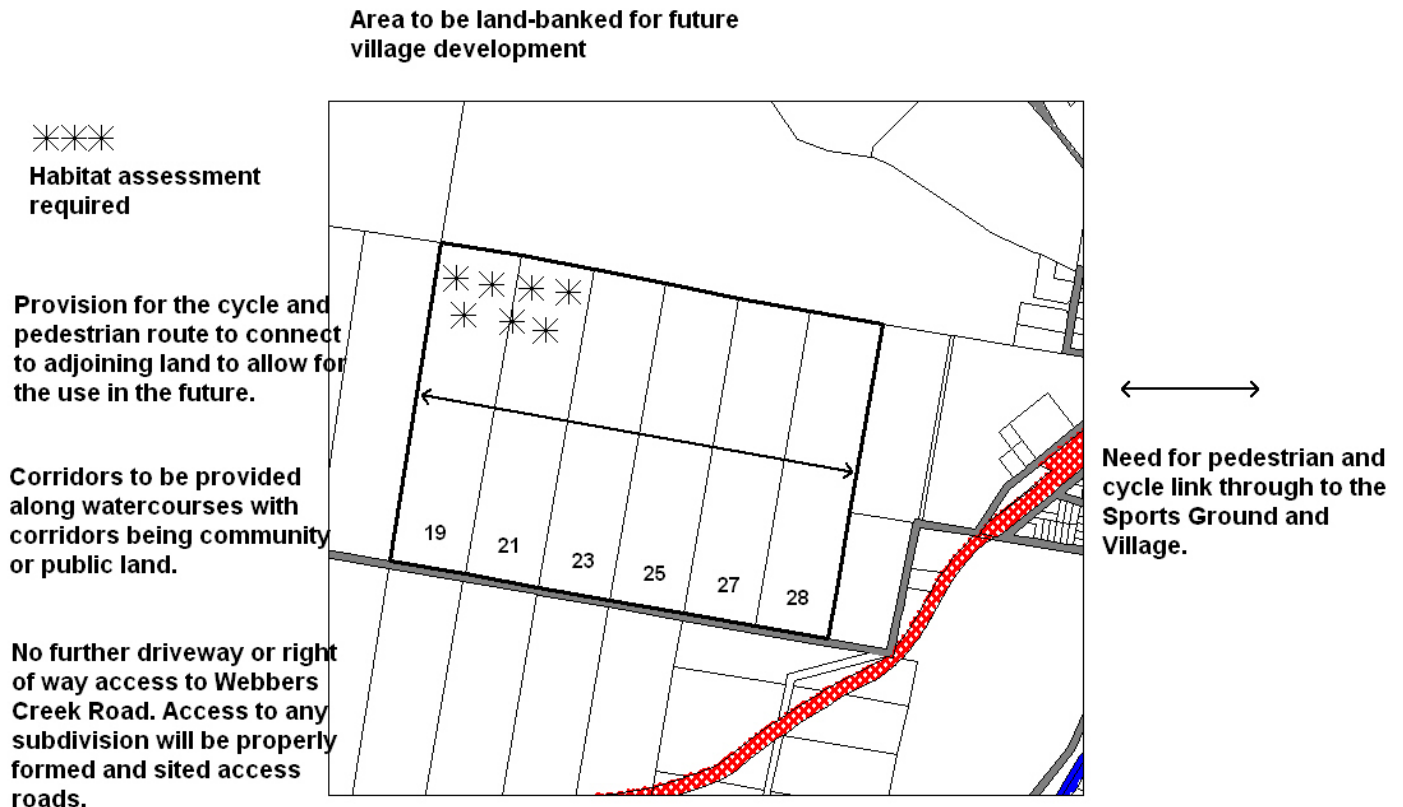 Area to be land-banked for future
village development
Habitat assessment
required
Provision for the cycle and
pedestrian route to connect
to adjoining land to allow for
the use in the future.
Corridors to be provided
along watercourses with
corridors being community
or public land.
No further driveway or right
of way access to Webbers
Creek Road. Access to any
subdivision will be properly
formed and sited access
roads.
19
21
23
25
27
28
Need for pedestrian and
cycle link through to the
Sports Ground and
Village.